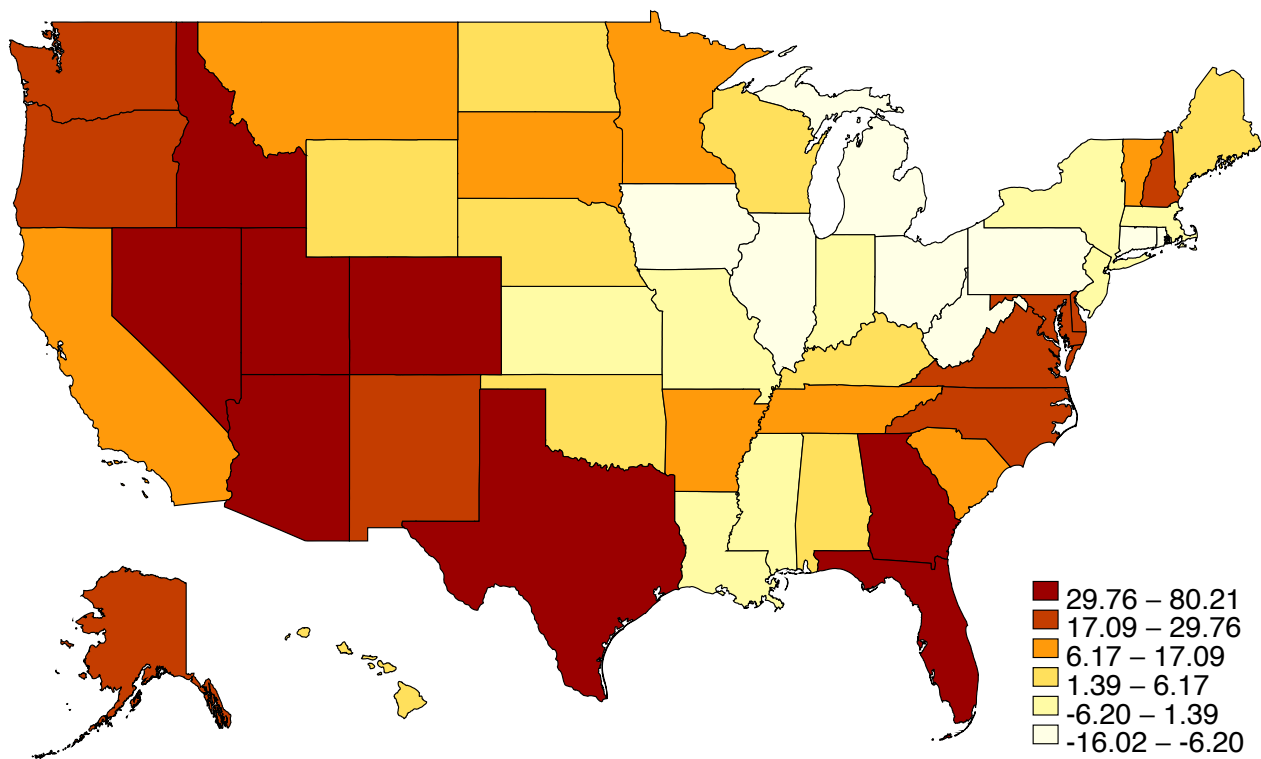 29.76 – 80.21
17.09 – 29.76
6.17 – 17.09
1.39 – 6.17
-6.20 – 1.39
-16.02 – -6.20